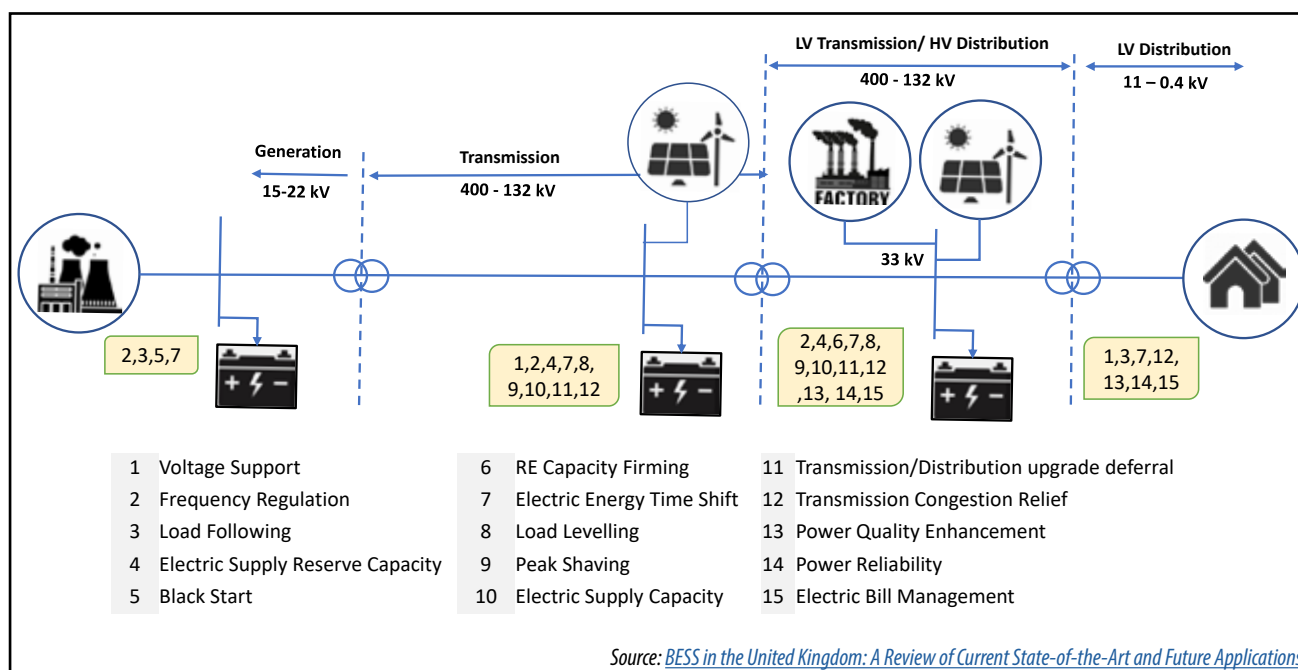 LV Transmission/ HV Distribution
400 - 132 kV
LV Distribution
11 – 0.4 kV
Generation
15-22 kV
Transmission
400 - 132 kV
FACTORY
33 kV
2,3,5,7
1,2,4,7,8,
9,10,11,12
2,4,6,7,8,
9,10,11,12
,13, 14,15
1,3,7,12,
13,14,15
1 Voltage Support
2 Frequency Regulation
3 Load Following
4 Electric Supply Reserve Capacity
5 Black Start
6 RE Capacity Firming
7 Electric Energy Time Shift
8 Load Levelling
9 Peak Shaving
10 Electric Supply Capacity
11 Transmission/Distribution upgrade deferral
12 Transmission Congestion Relief
13 Power Quality Enhancement
14 Power Reliability
15 Electric Bill Management
Source: BESS in the United Kingdom: A Review of Current State-of-the-Art and Future Applications